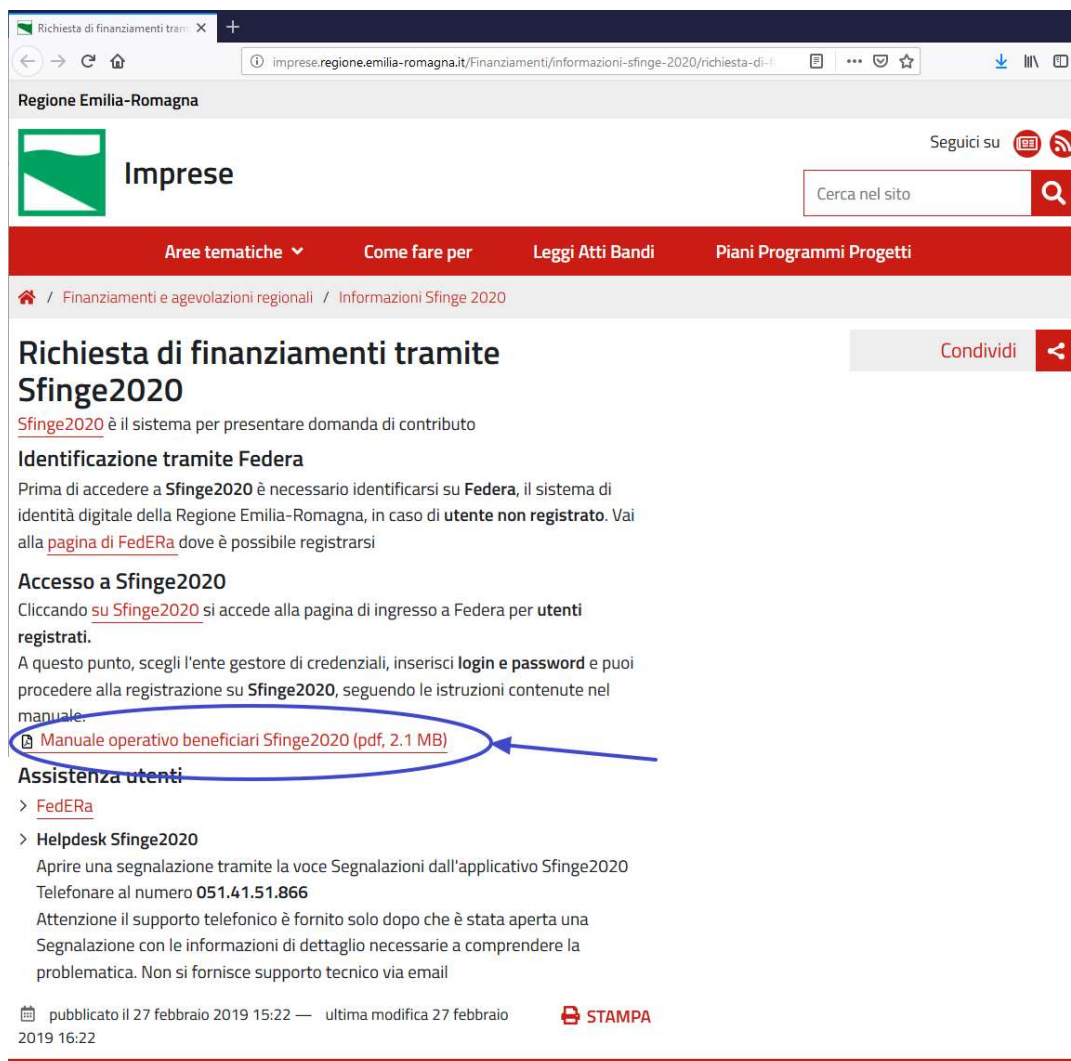 Richiesta di finanziamenti tram
imprese.regione.emilia-romagna.it/Finanziamenti/informazioni-sfinge-2020/richiesta-di-f
Regione Emilia-Romagna
Seguici su
Imprese
Cerca nel sito
Aree tematiche Come fare per Leggi Atti Bandi Piani Programmi Progetti
/ Finanziamenti e agevolazioni regionali / Informazioni Sfinge 2020
Richiesta di finanziamenti tramite
Sfinge2020
Condividi
Sfinge2020 è il sistema per presentare domanda di contributo
Identificazione tramite Federa
Prima di accedere a Sfinge2020 è necessario identificarsi su Federa, il sistema di
identità digitale della Regione Emilia-Romagna, in caso di utente non registrato. Vai
alla pagina di FedERa dove è possibile registrarsi
Accesso a Sfinge2020
Cliccando su Sfinge2020 si accede alla pagina di ingresso a Federa per utenti
registrati.
A questo punto, scegli l'ente gestore di credenziali, inserisci login e password e puoi
procedere alla registrazione su Sfinge2020, seguendo le istruzioni contenute nel
manuale.
Manuale operativo beneficiari Sfinge2020 (pdf, 2.1 MB)
Assistenza utenti
> FedERa
> Helpdesk Sfinge2020
Aprire una segnalazione tramite la voce Segnalazioni dall'applicativo Sfinge2020
Telefonare al numero 051.41.51.866
Attenzione il supporto telefonico è fornito solo dopo che è stata aperta una
Segnalazione con le informazioni di dettaglio necessarie a comprendere la
problematica. Non si fornisce supporto tecnico via email
pubblicato il 27 febbraio 2019 15:22 — ultima modifica 27 febbraio
2019 16:22
STAMPA